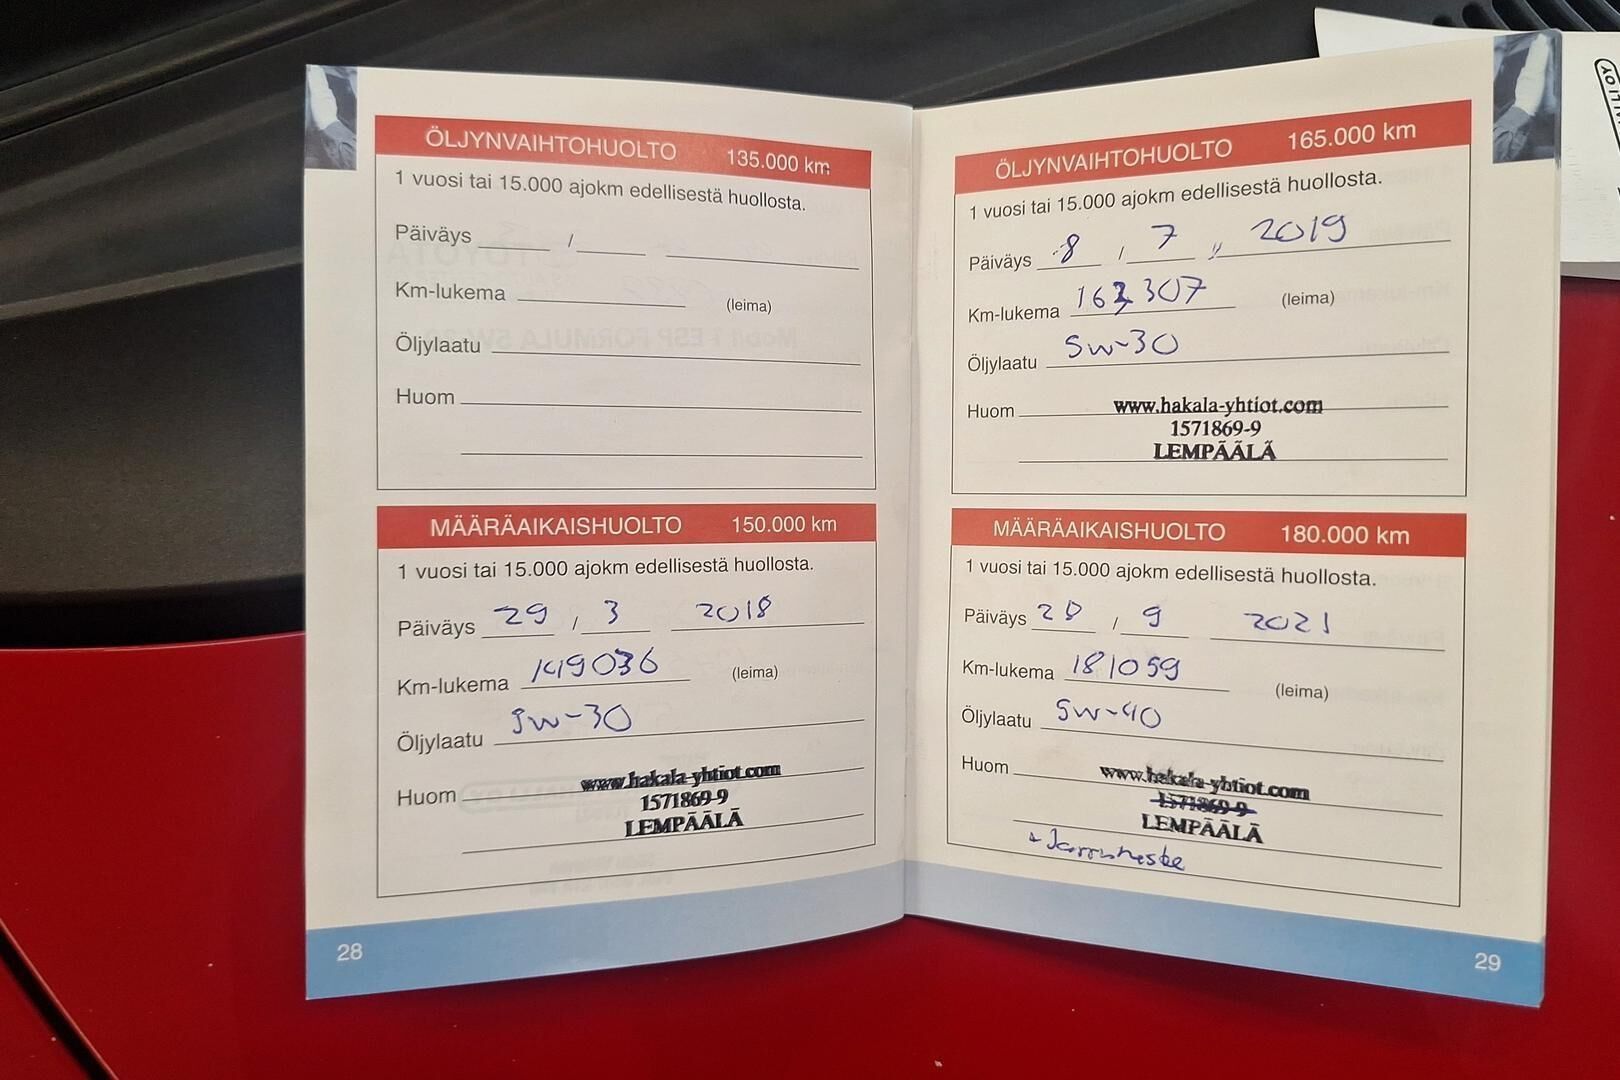 ÖLJYNVAIHTOHUOLTO 135.000 km
1 vuosi tai 15.000 ajokm edellisestä huollosta.
Päiväys /
Km-lukema (leima)
Öljylaatu
Huom
MÄÄRÄAIKAISHUOLTO 150.000 km
1 vuosi tai 15.000 ajokm edellisestä huollosta.
Päiväys 29 / 3 2018
Km-lukema 149036 (leima)
Öljylaatu 5w-30
Huom www.hakala-yhtiot.com
1571869-9
LEMPÄÄLÄ
28
ÖLJYNVAIHTOHUOLTO 165.000 km
1 vuosi tai 15.000 ajokm edellisestä huollosta.
Päiväys 8 / 7 2019
Km-lukema 163307 (leima)
Öljylaatu 5w-30
Huom www.hakala-yhtiot.com
1571869-9
LEMPÄÄLÄ
MÄÄRÄAIKAISHUOLTO 180.000 km
1 vuosi tai 15.000 ajokm edellisestä huollosta.
Päiväys 20 / 9 2021
Km-lukema 181059 (leima)
Öljylaatu 5w-40
Huom www.hakala-yhtiot.com
1571869-9
LEMPÄÄLÄ
+ Jarruneste
29